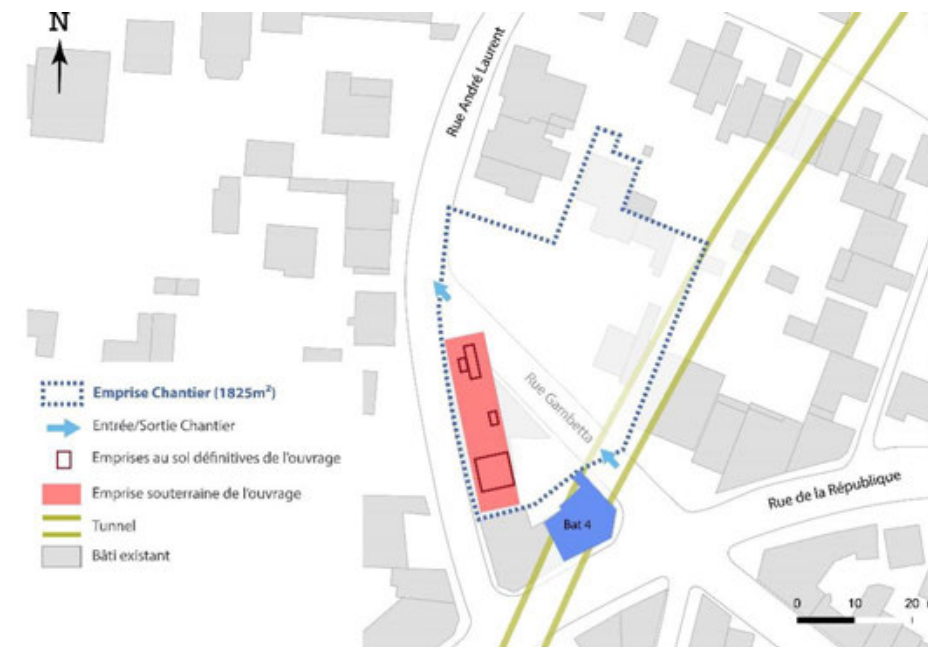 N
Rue André Laurent
Rue Gambetta
Rue de la République
Bat 4
Emprise Chantier (1825m²)
Entrée/Sortie Chantier
Emprises au sol définitives de l'ouvrage
Emprise souterraine de l'ouvrage
Tunnel
Bâti existant
0 10 20